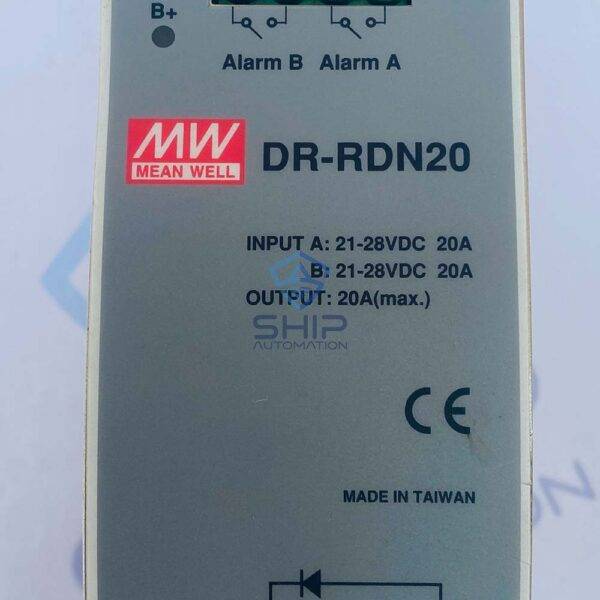 B+
Alarm B Alarm A
MW
MEAN WELL
DR-RDN20
INPUT A: 21-28VDC 20A
B: 21-28VDC 20A
OUTPUT: 20A(max.)
SHIP
AUTOMATION
CE
MADE IN TAIWAN